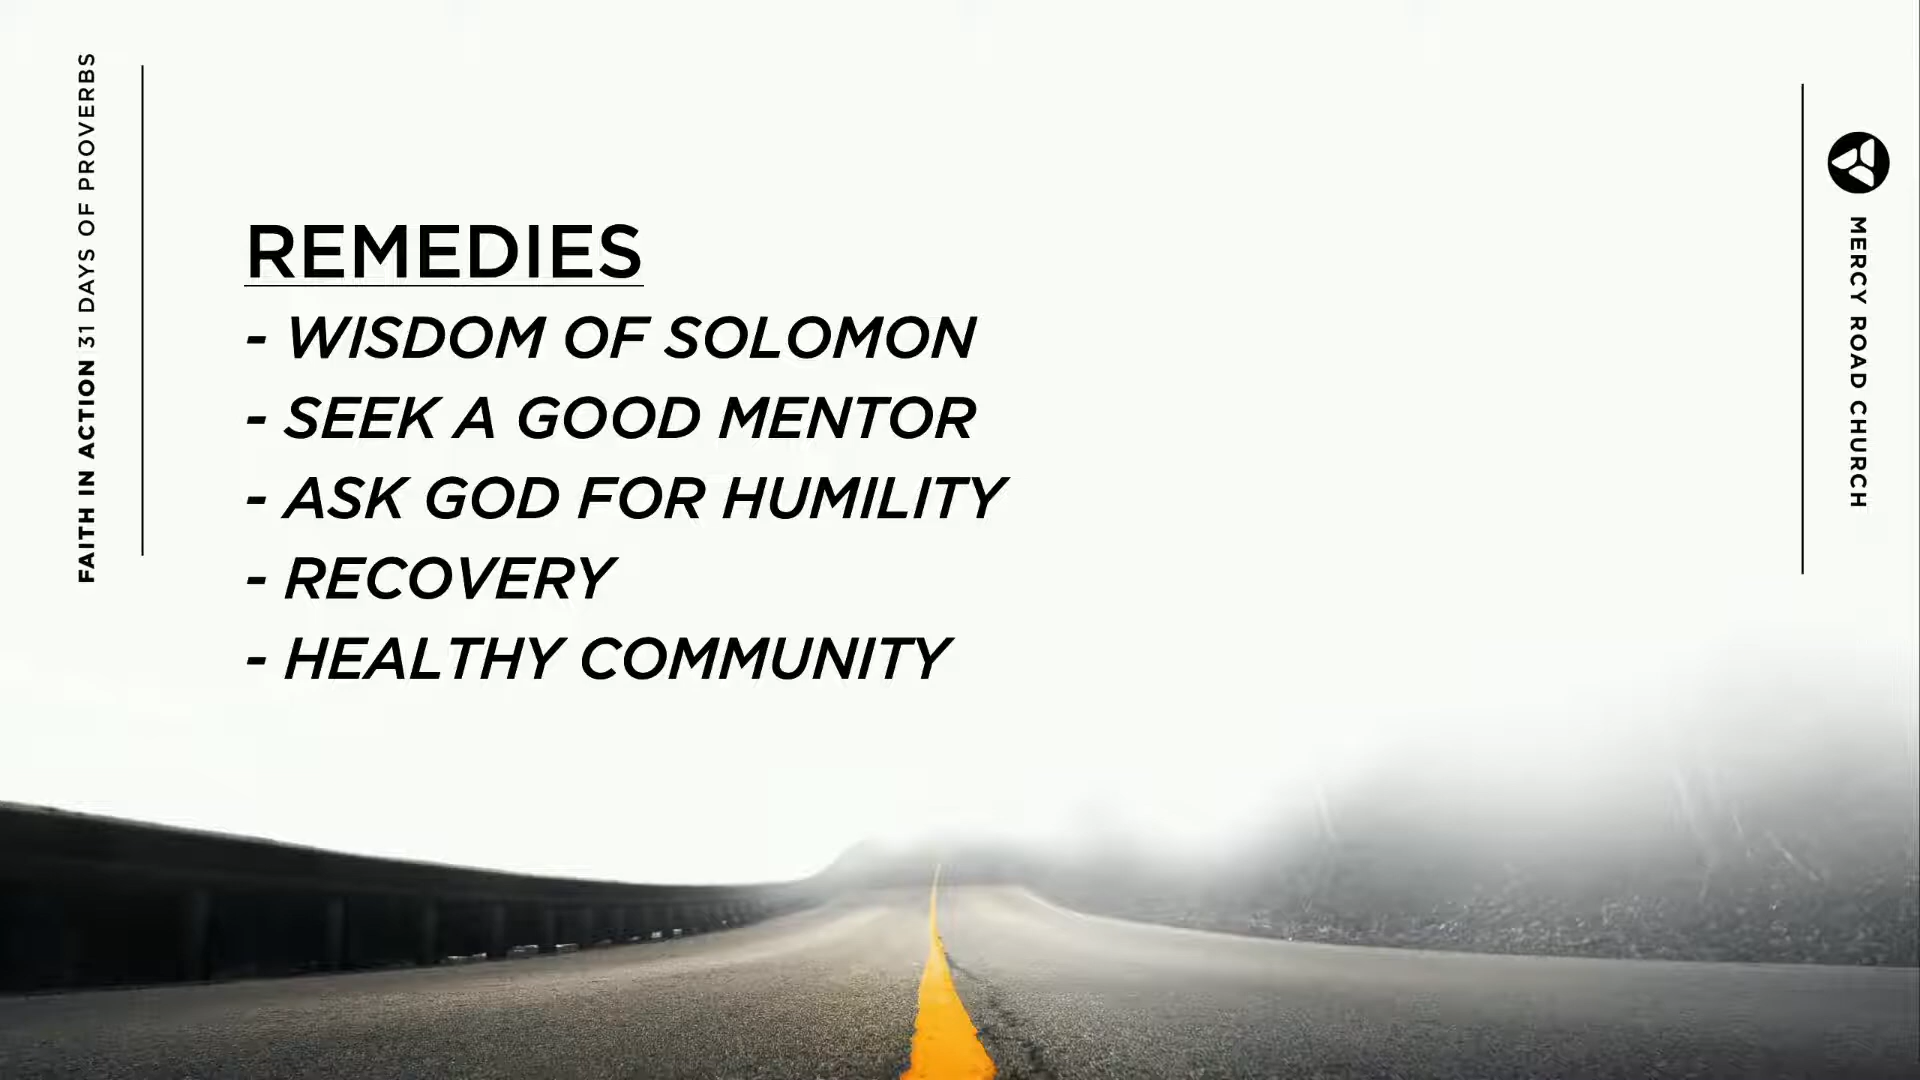 FAITH IN ACTION 31 DAYS OF PROVERBS
REMEDIES
- WISDOM OF SOLOMON
- SEEK A GOOD MENTOR
- ASK GOD FOR HUMILITY
- RECOVERY
- HEALTHY COMMUNITY
MERCY ROAD CHURCH